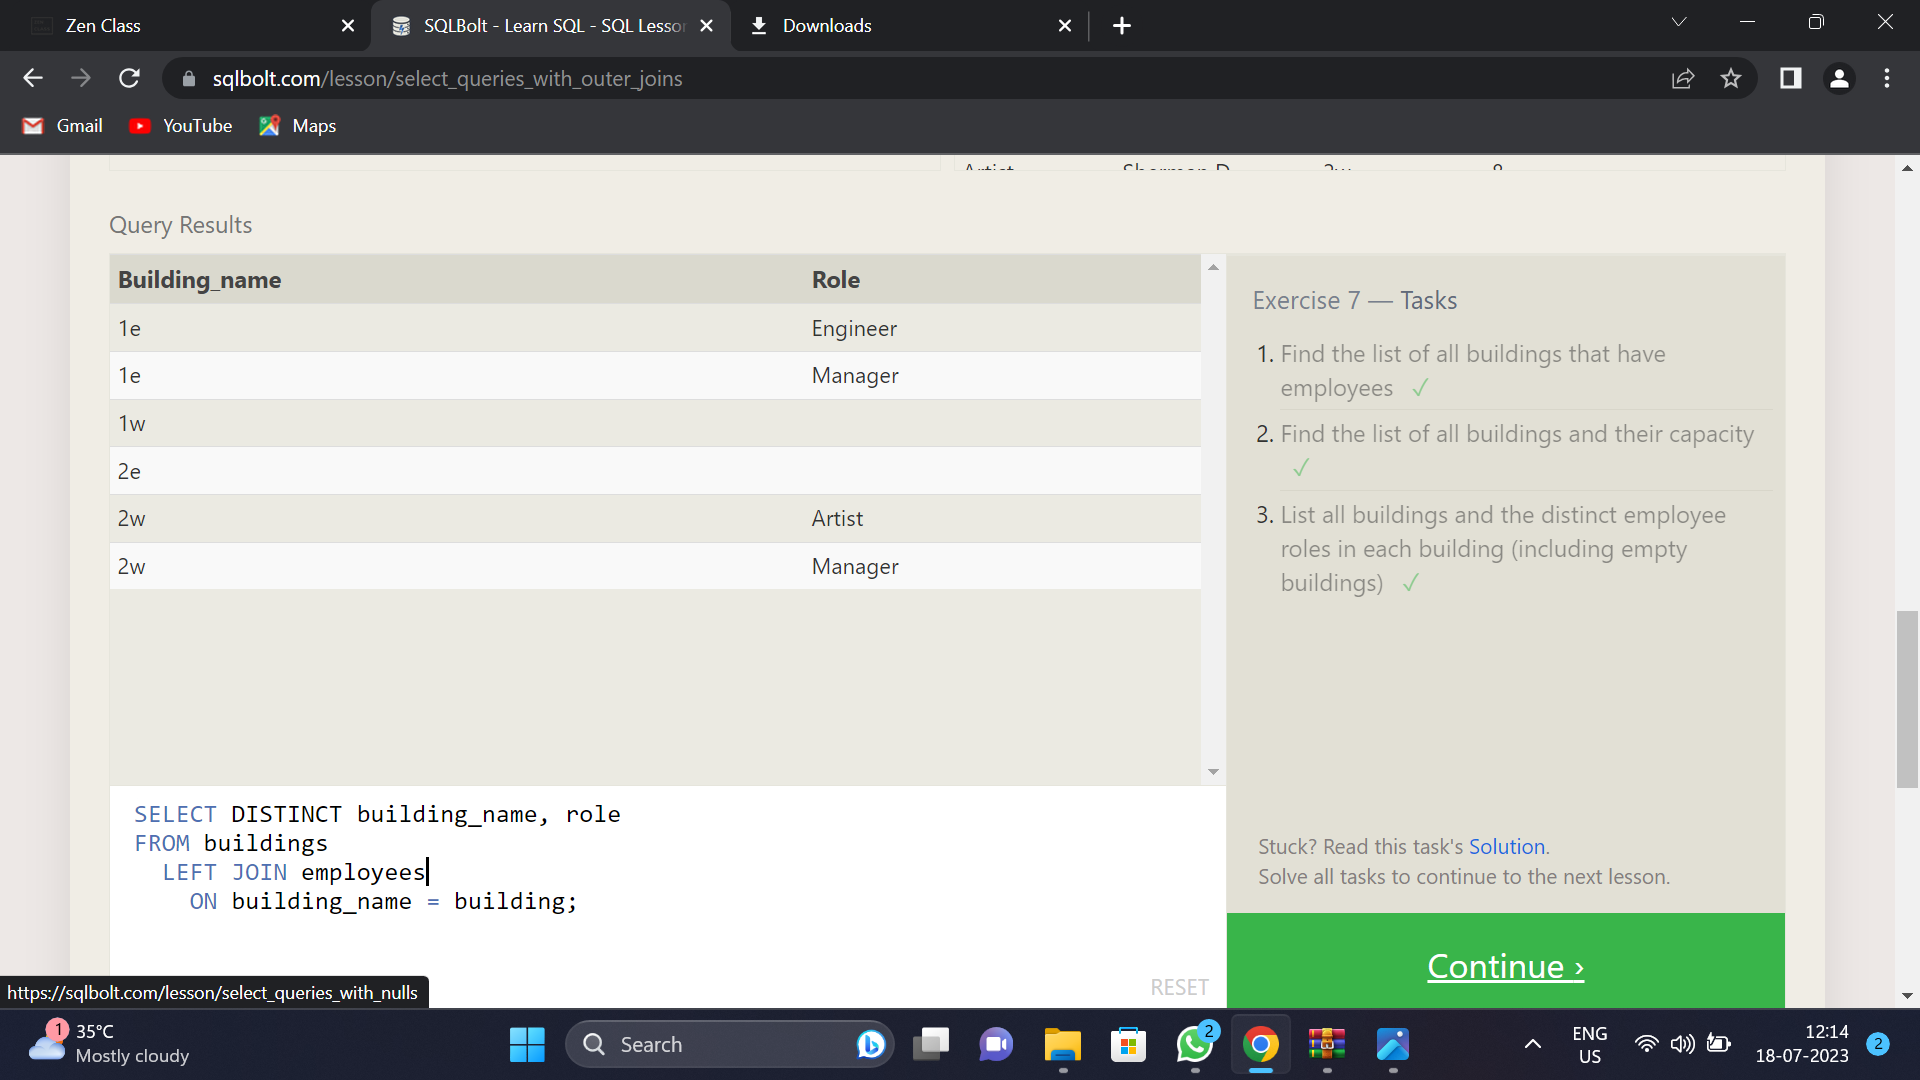 Zen Class
SQLBolt - Learn SQL - SQL Lesso
Downloads
sqlbolt.com/lesson/select_queries_with_outer_joins
Gmail
YouTube
Maps
Query Results
Building_name Role
1e Engineer
1e Manager
1w
2e
2w Artist
2w Manager
Exercise 7 — Tasks
1. Find the list of all buildings that have
employees ✓
2. Find the list of all buildings and their capacity
✓
3. List all buildings and the distinct employee
roles in each building (including empty
buildings) ✓
SELECT DISTINCT building_name, role
FROM buildings
LEFT JOIN employees
ON building_name = building;
RESET
Stuck? Read this task's Solution.
Solve all tasks to continue to the next lesson.
Continue ›
https://sqlbolt.com/lesson/select_queries_with_nulls
1
35°C
Mostly cloudy
Search
2
ENG
US
12:14
18-07-2023
2